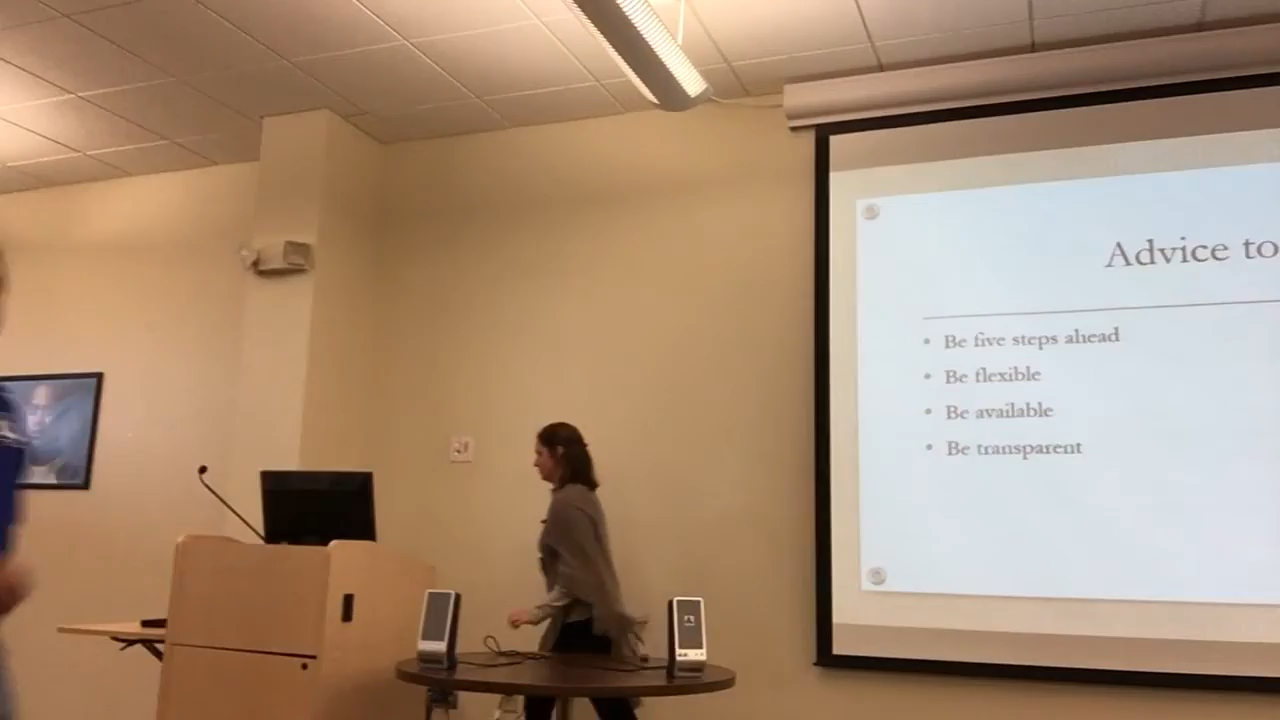 Advice to
• Be five steps ahead
• Be flexible
• Be available
• Be transparent